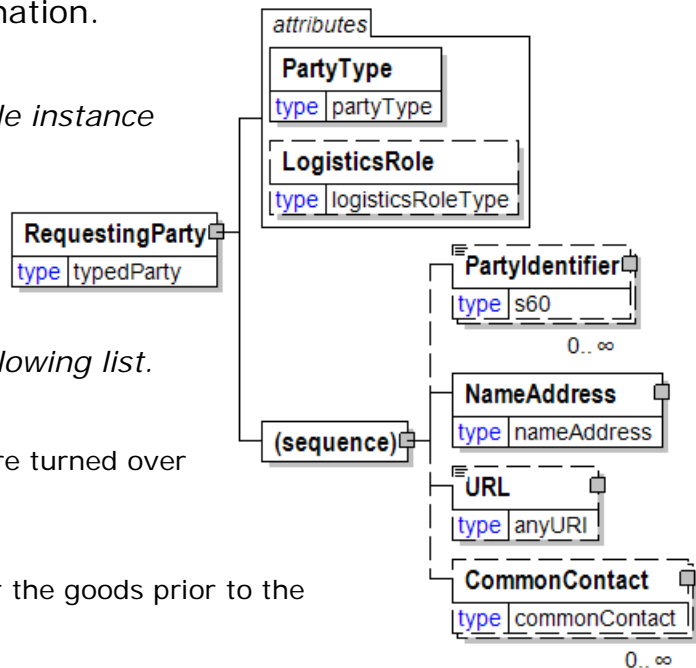 nation.
le instance
lowing list.
re turned over
r the goods prior to the
attributes
PartyType
type partyType
LogisticsRole
type logisticsRoleType
RequestingParty
type typedParty
(sequence)
PartyIdentifier
type s60
0.. ∞
NameAddress
type nameAddress
URL
type anyURI
CommonContact
type commonContact
0.. ∞